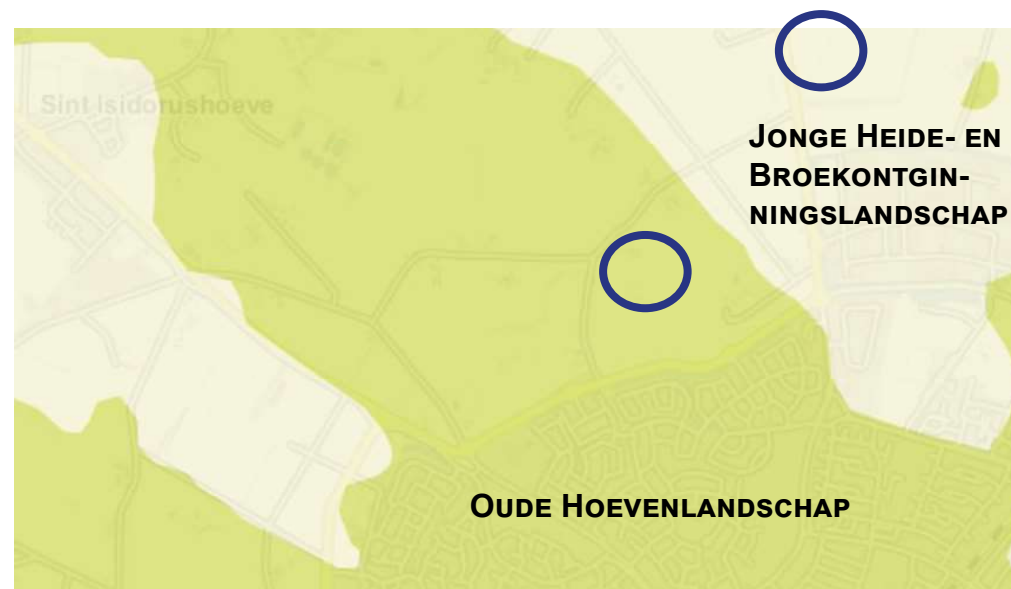 Sint Isidorushoeve
JONGE HEIDE- EN
BROEKONTGIN-
NINGSLANDSCHAP
OUDE HOEVENLANDSCHAP